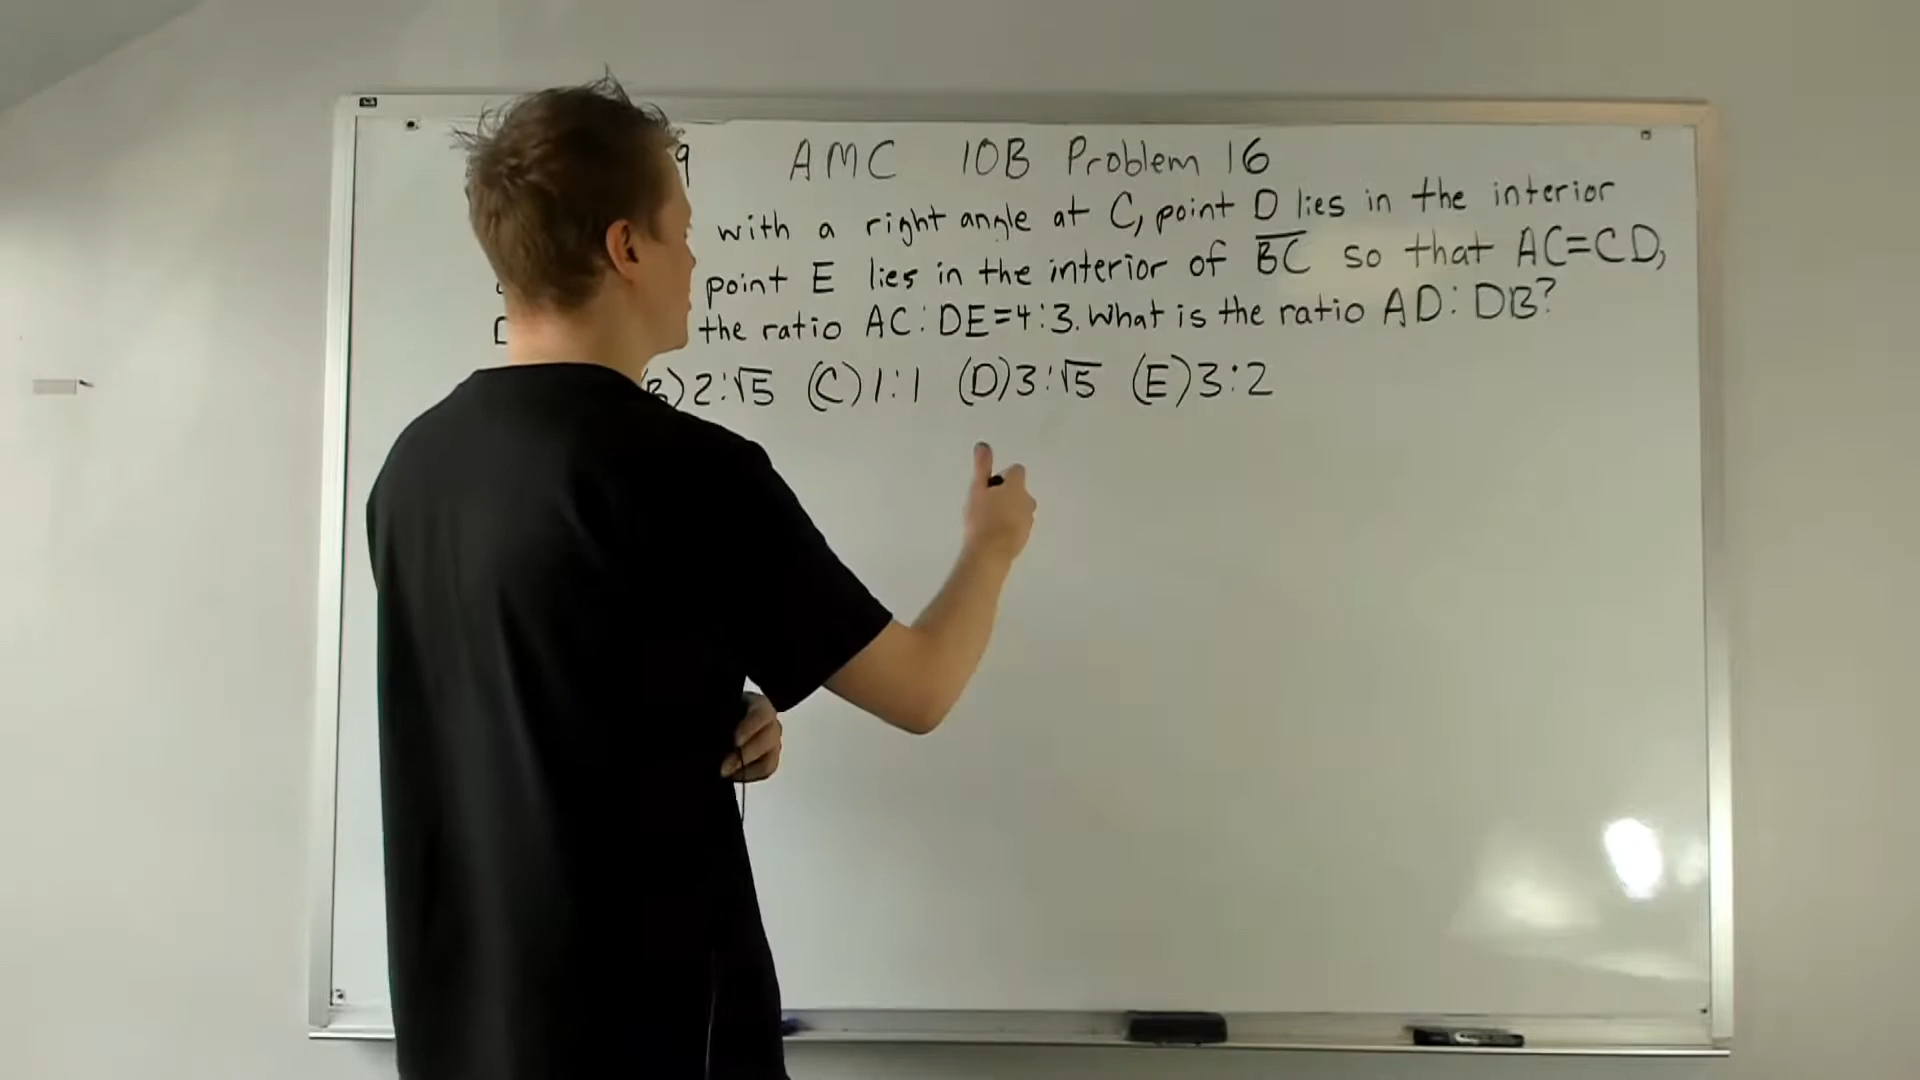 9 AMC 10B Problem 16
with a right angle at C, point D lies in the interior
point E lies in the interior of B̅C̅ so that AC=CD,
the ratio AC:DE=4:3. What is the ratio AD:DB?
B) 2:√5 (C) 1:1 (D) 3:√5 (E) 3:2